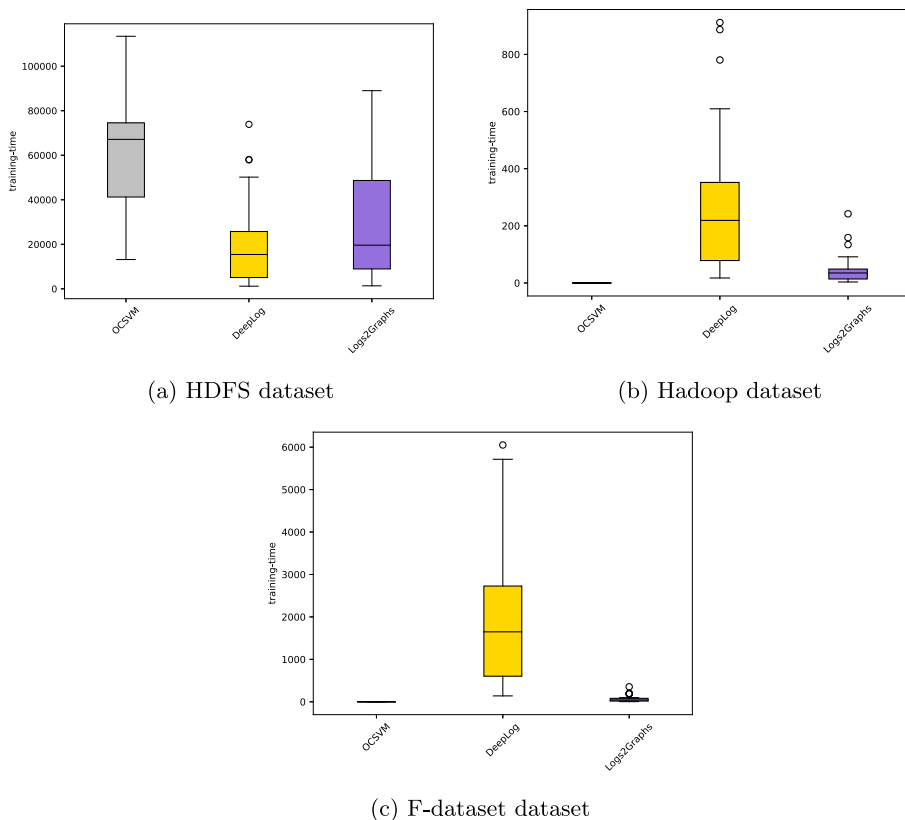 training-time
100000
80000
60000
40000
20000
0
OCSVM
DeepLog
Logs2Graphs
(a) HDFS dataset
training-time
800
600
400
200
0
OCSVM
DeepLog
Logs2Graphs
(b) Hadoop dataset
training-time
6000
5000
4000
3000
2000
1000
0
OCSVM
DeepLog
Logs2Graphs
(c) F-dataset dataset